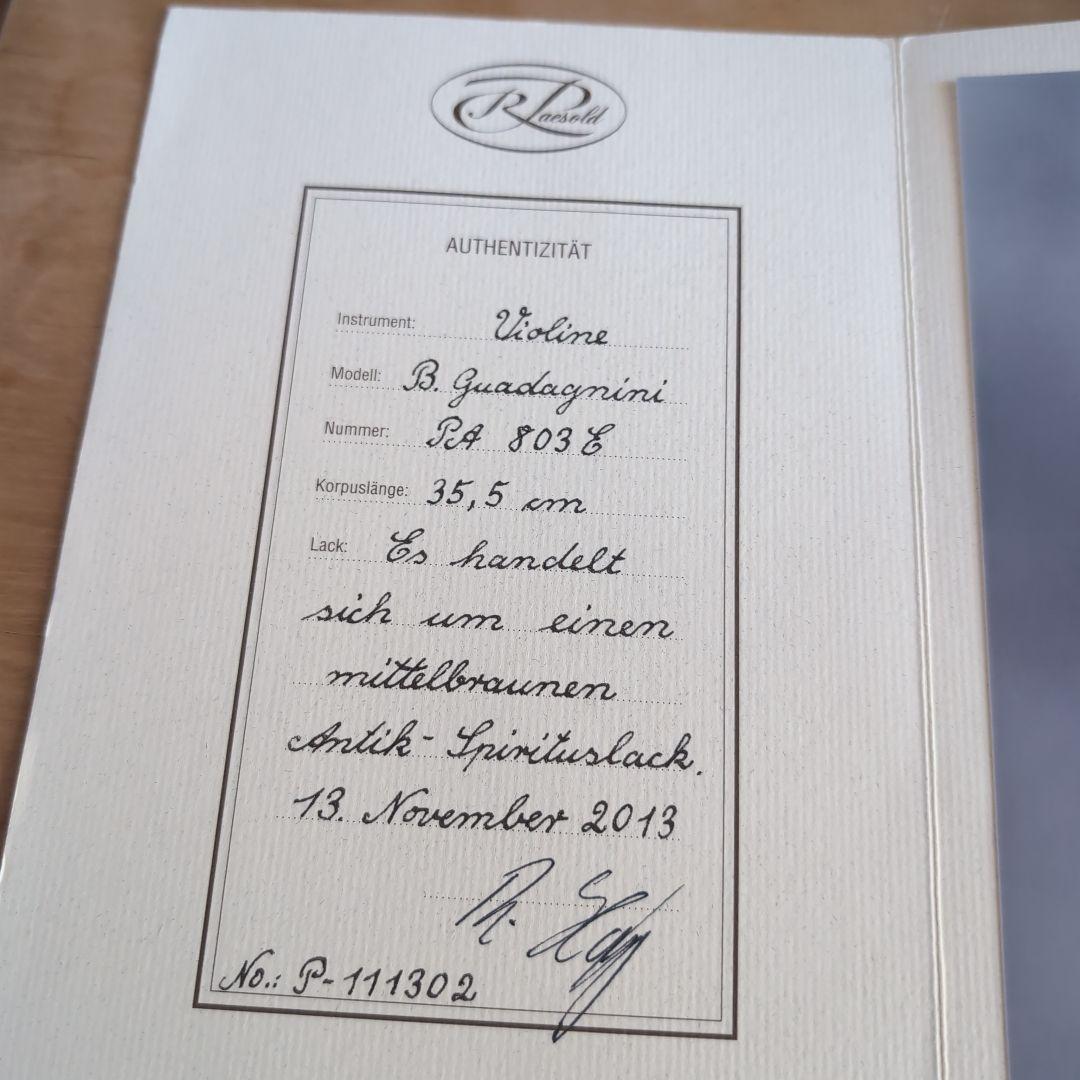 R Paesold
AUTHENTIZITÄT
Instrument: Violine
Modell: B. Guadagnini
Nummer: PA 803 E
Korpuslänge: 35,5 cm
Lack: Es handelt
sich um einen
mittelbraunen
Antik-Spirituslack.
13. November 2013
No.: P-111302